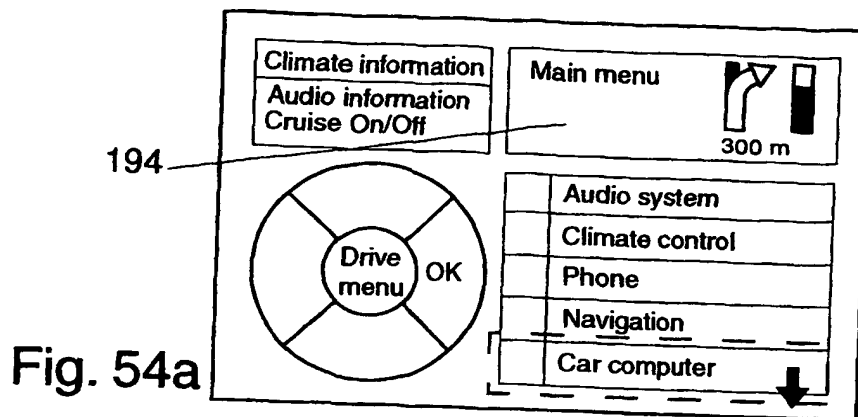 Climate information
Audio information
Cruise On/Off
Main menu
300 m
194
Drive
menu
OK
Audio system
Climate control
Phone
Navigation
Car computer
Fig. 54a